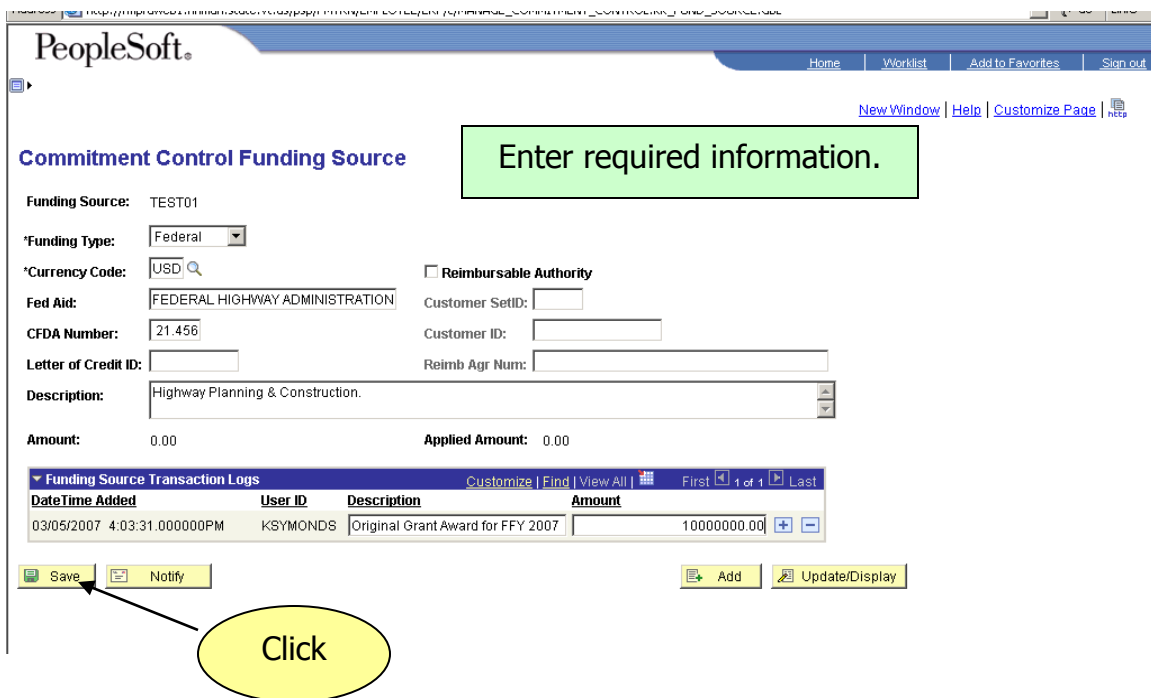 PeopleSoft®
Home Worklist Add to Favorites Sign out
New Window | Help | Customize Page | http
Commitment Control Funding Source
Enter required information.
Funding Source: TEST01
*Funding Type: Federal
*Currency Code: USD Reimbursable Authority
Fed Aid: FEDERAL HIGHWAY ADMINISTRATION Customer SetID:
CFDA Number: 21.456 Customer ID:
Letter of Credit ID: Reimb Agr Num:
Description: Highway Planning & Construction.
Amount: 0.00 Applied Amount: 0.00
Funding Source Transaction Logs Customize | Find | View All | First 1 of 1 Last
DateTime Added User ID Description Amount
03/05/2007 4:03:31.000000PM KSYMONDS Original Grant Award for FFY 2007 10000000.00 + -
Save Notify Add Update/Display
Click